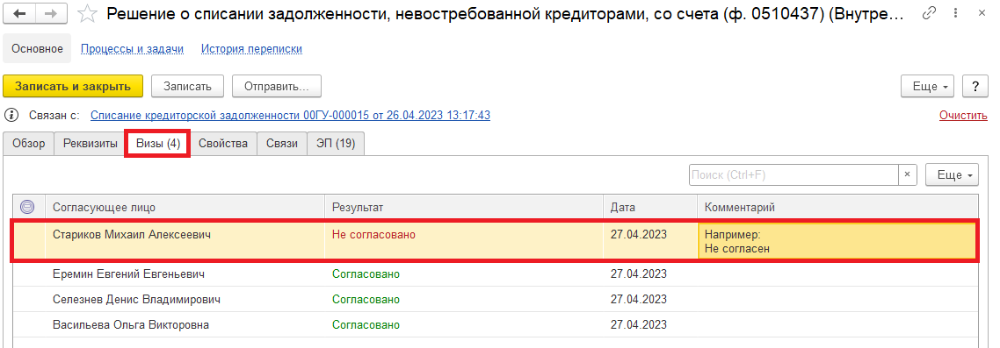 Решение о списании задолженности, невостребованной кредиторами, со счета (ф. 0510437) (Внутре...
Основное Процессы и задачи История переписки
Записать и закрыть Записать Отправить... Еще ?
Связан с: Списание кредиторской задолженности 00ГУ-000015 от 26.04.2023 13:17:43 Очистить
Обзор Реквизиты Визы (4) Свойства Связи ЭП (19)
Поиск (Ctrl+F) × Еще
Согласующее лицо Результат Дата Комментарий
Стариков Михаил Алексеевич Не согласовано 27.04.2023 Например:
Не согласен
Еремин Евгений Евгеньевич Согласовано 27.04.2023
Селезнев Денис Владимирович Согласовано 27.04.2023
Васильева Ольга Викторовна Согласовано 27.04.2023